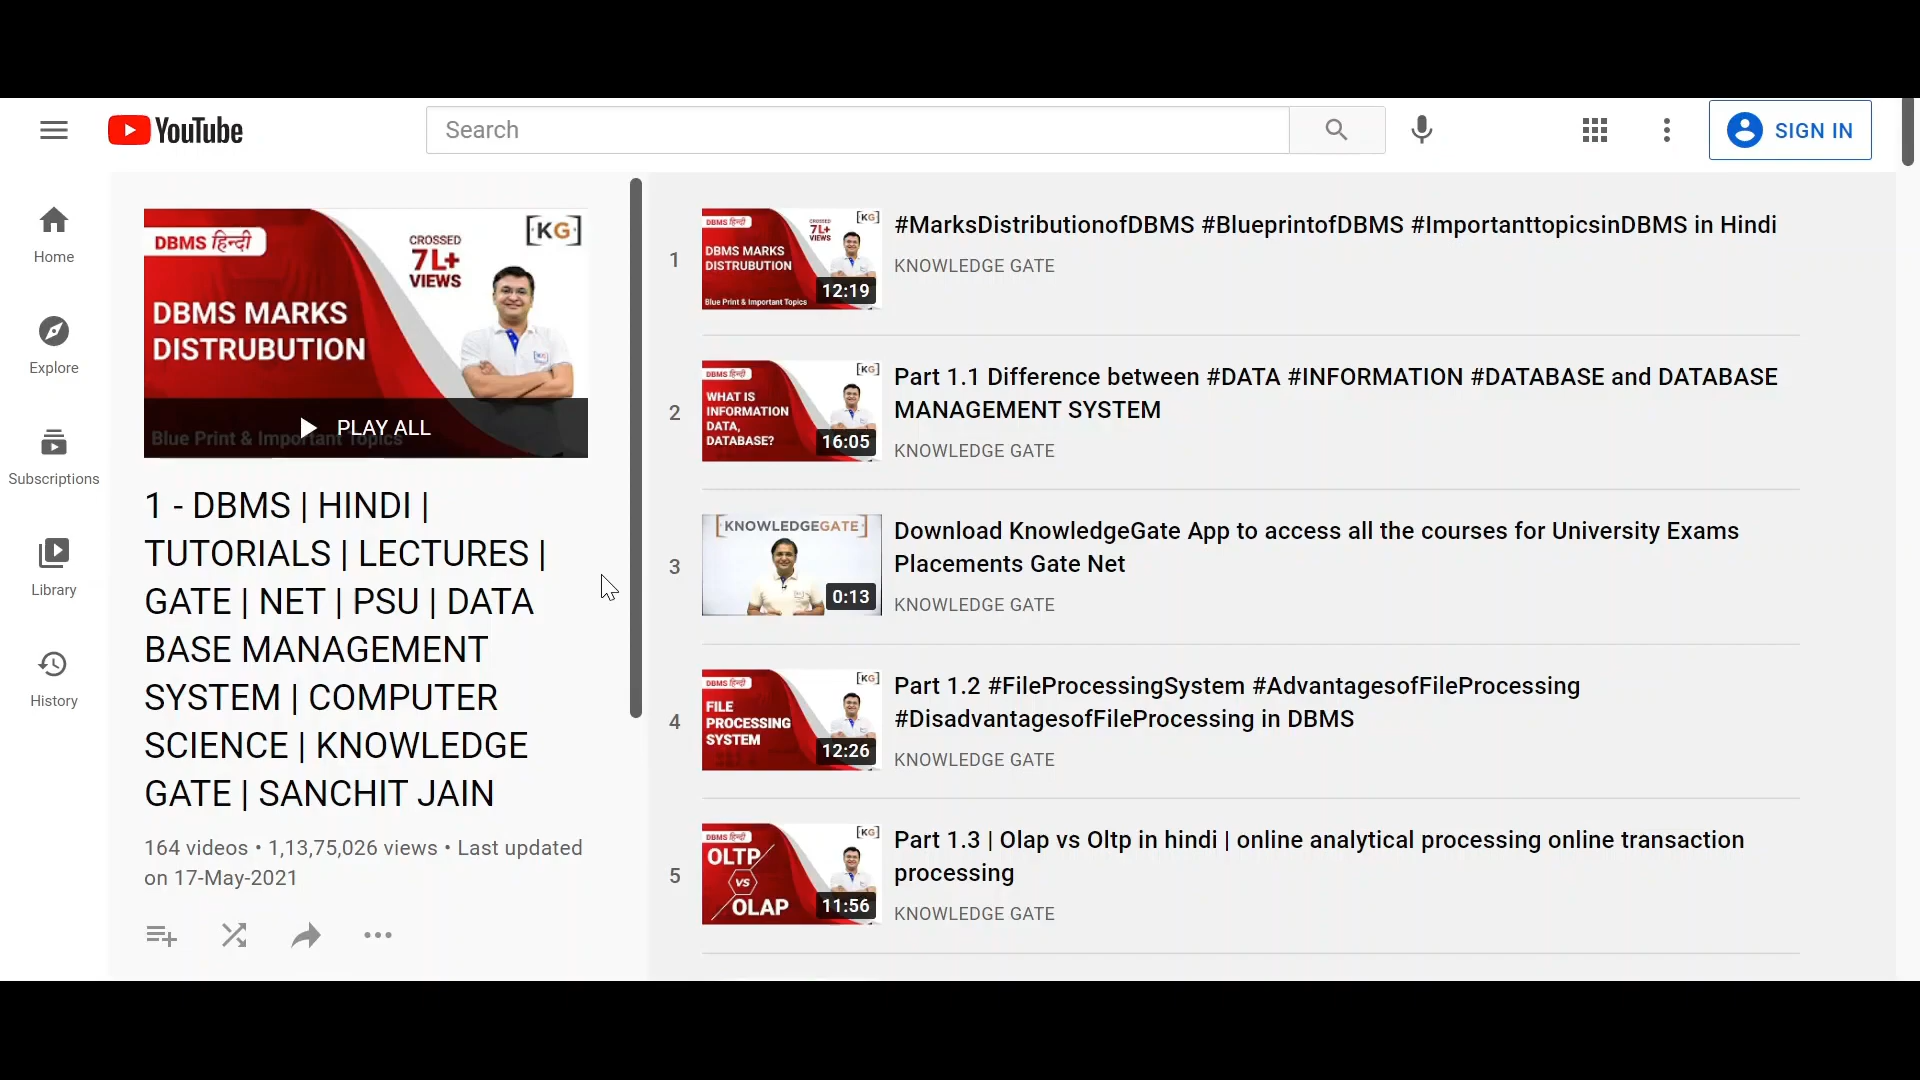 YouTube
Search
SIGN IN
Home
Explore
Subscriptions
Library
History
DBMS हिन्दी
[KG]
CROSSED
7L+
VIEWS
DBMS MARKS
DISTRUBUTION
Blue Print & Important Topics
PLAY ALL
1 - DBMS | HINDI |
TUTORIALS | LECTURES |
GATE | NET | PSU | DATA
BASE MANAGEMENT
SYSTEM | COMPUTER
SCIENCE | KNOWLEDGE
GATE | SANCHIT JAIN
164 videos • 1,13,75,026 views • Last updated
on 17-May-2021
1
DBMS हिन्दी
CROSSED
7L+
VIEWS
[KG]
DBMS MARKS
DISTRUBUTION
Blue Print & Important Topics
12:19
#MarksDistributionofDBMS #BlueprintofDBMS #ImportanttopicsinDBMS in Hindi
KNOWLEDGE GATE
2
DBMS हिन्दी
[KG]
WHAT IS
INFORMATION
DATA,
DATABASE?
16:05
Part 1.1 Difference between #DATA #INFORMATION #DATABASE and DATABASE
MANAGEMENT SYSTEM
KNOWLEDGE GATE
3
[KNOWLEDGEGATE]
0:13
Download KnowledgeGate App to access all the courses for University Exams
Placements Gate Net
KNOWLEDGE GATE
4
DBMS हिन्दी
[KG]
FILE
PROCESSING
SYSTEM
12:26
Part 1.2 #FileProcessingSystem #AdvantagesofFileProcessing
#DisadvantagesofFileProcessing in DBMS
KNOWLEDGE GATE
5
DBMS हिन्दी
[KG]
OLTP
VS
OLAP
11:56
Part 1.3 | Olap vs Oltp in hindi | online analytical processing online transaction
processing
KNOWLEDGE GATE